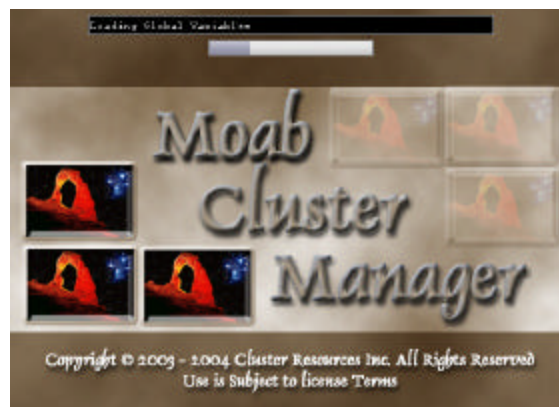 Loading Global Variables
Moab
Cluster
Manager
Copyright © 2003 - 2004 Cluster Resources Inc. All Rights Reserved
Use is Subject to license Terms